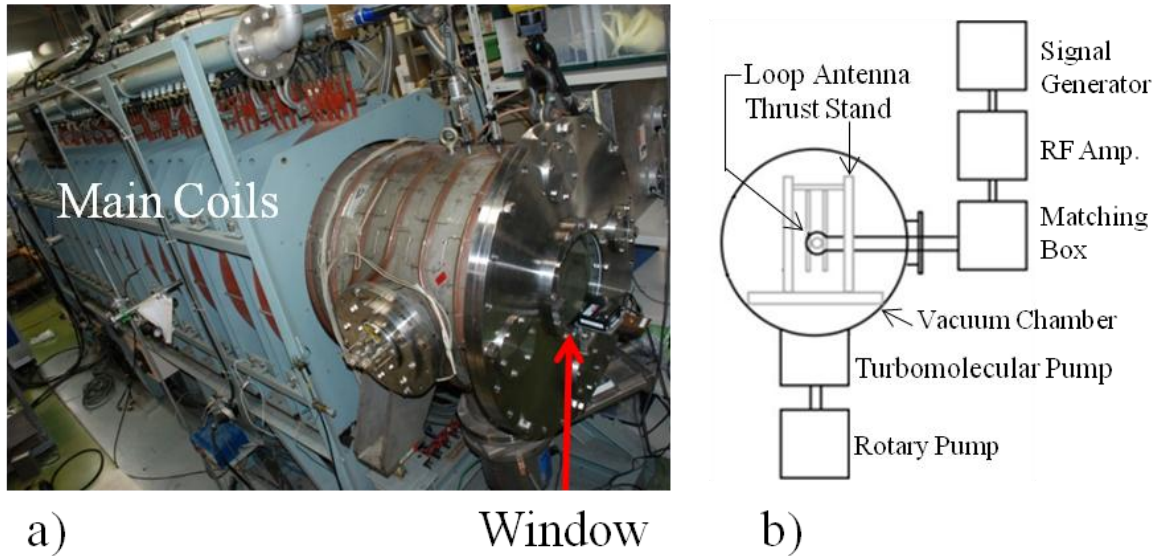 Main Coils
a)
Window
Loop Antenna
Thrust Stand
Signal
Generator
RF Amp.
Matching
Box
Vacuum Chamber
Turbomolecular Pump
Rotary Pump
b)